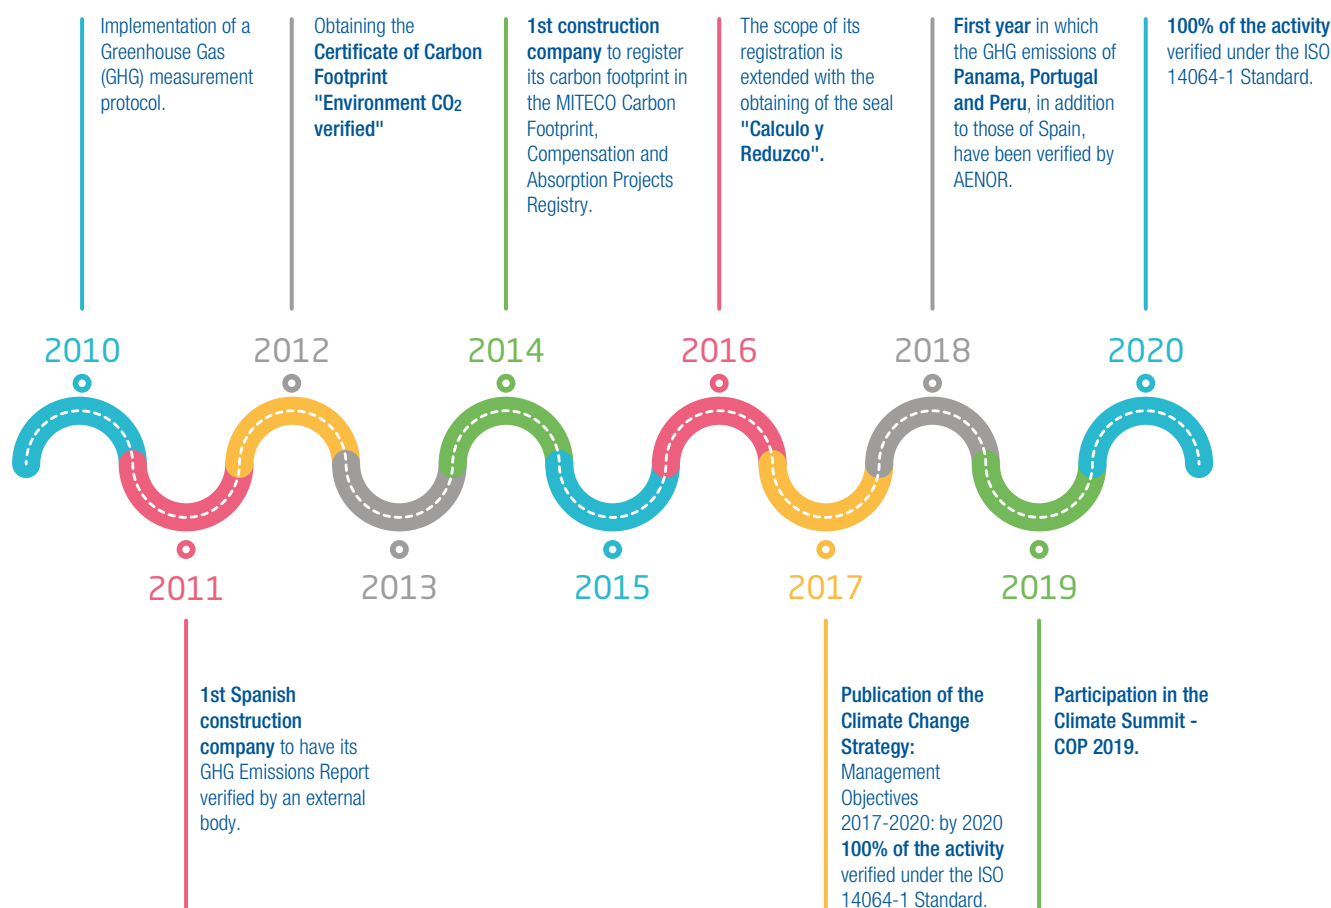 Implementation of a
Greenhouse Gas
(GHG) measurement
protocol.
Obtaining the
Certificate of Carbon
Footprint
"Environment CO2
verified"
1st construction
company to register
its carbon footprint in
the MITECO Carbon
Footprint,
Compensation and
Absorption Projects
Registry.
The scope of its
registration is
extended with the
obtaining of the seal
"Calculo y
Reduzco".
First year in which
the GHG emissions of
Panama, Portugal
and Peru, in addition
to those of Spain,
have been verified by
AENOR.
100% of the activity
verified under the ISO
14064-1 Standard.
2010
2012
2014
2016
2018
2020
2011
2013
2015
2017
2019
1st Spanish
construction
company to have its
GHG Emissions Report
verified by an external
body.
Publication of the
Climate Change
Strategy:
Management
Objectives
2017-2020: by 2020
100% of the activity
verified under the ISO
14064-1 Standard.
Participation in the
Climate Summit -
COP 2019.